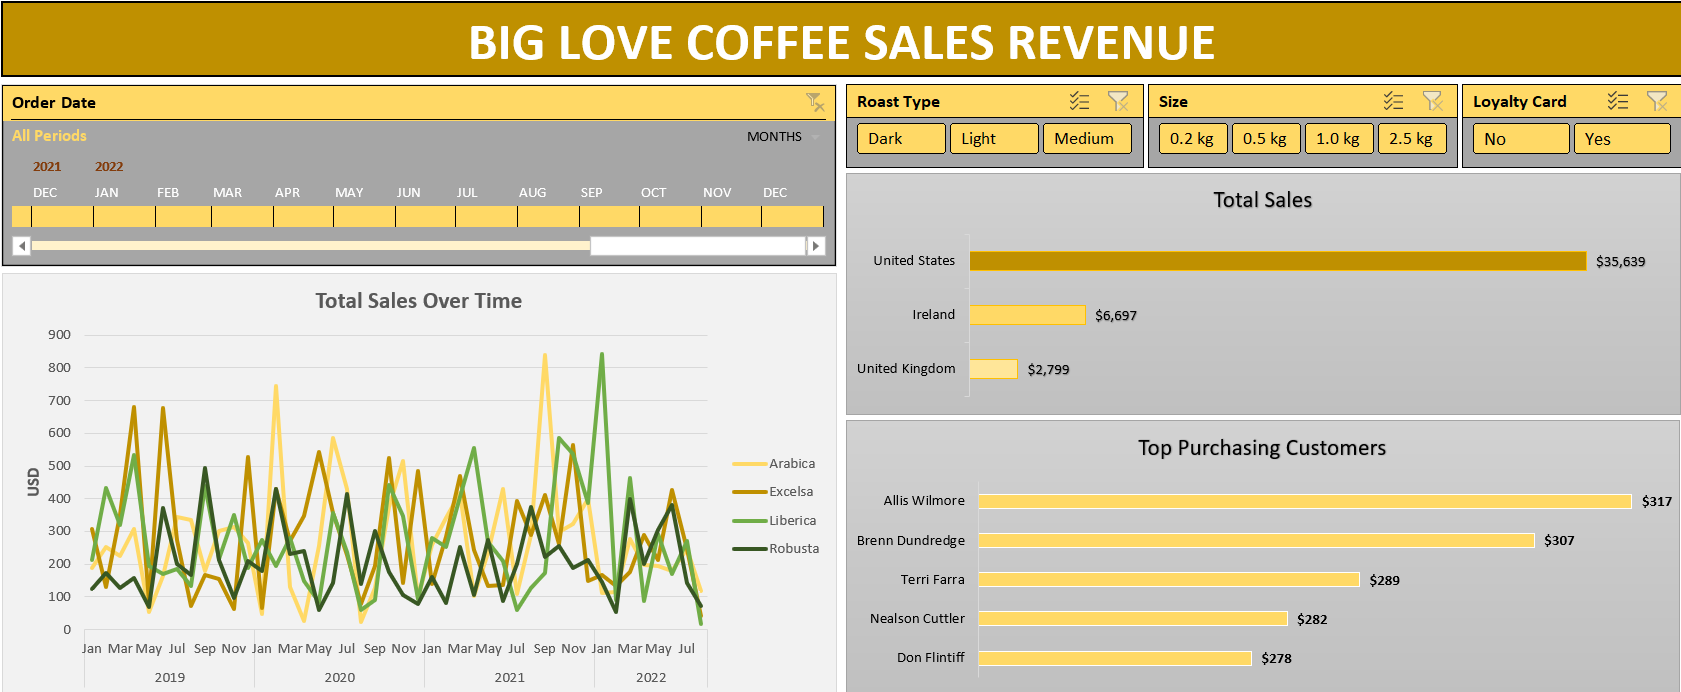 BIG LOVE COFFEE SALES REVENUE
Order Date
All Periods
MONTHS
2021 2022
DEC JAN FEB MAR APR MAY JUN JUL AUG SEP OCT NOV DEC
Roast Type
Dark Light Medium
Size
0.2 kg 0.5 kg 1.0 kg 2.5 kg
Loyalty Card
No Yes
Total Sales Over Time
USD
900
800
700
600
500
400
300
200
100
0
Jan Mar May Jul Sep Nov Jan Mar May Jul Sep Nov Jan Mar May Jul Sep Nov Jan Mar May Jul
2019 2020 2021 2022
Arabica
Excelsa
Liberica
Robusta
Total Sales
United States $35,639
Ireland $6,697
United Kingdom $2,799
Top Purchasing Customers
Allis Wilmore $317
Brenn Dundredge $307
Terri Farra $289
Nealson Cuttler $282
Don Flintiff $278